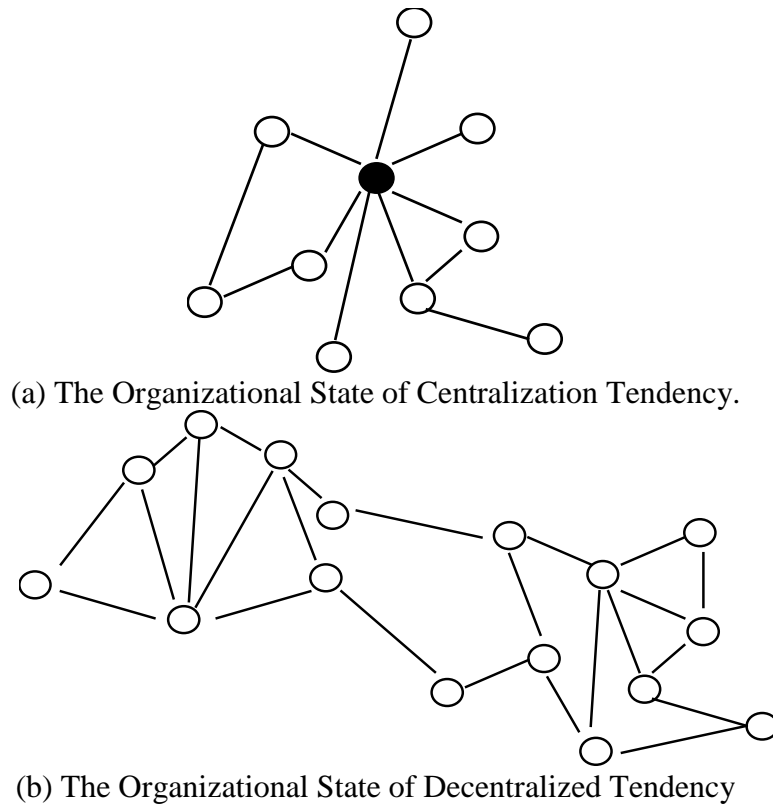 (a) The Organizational State of Centralization Tendency.
(b) The Organizational State of Decentralized Tendency